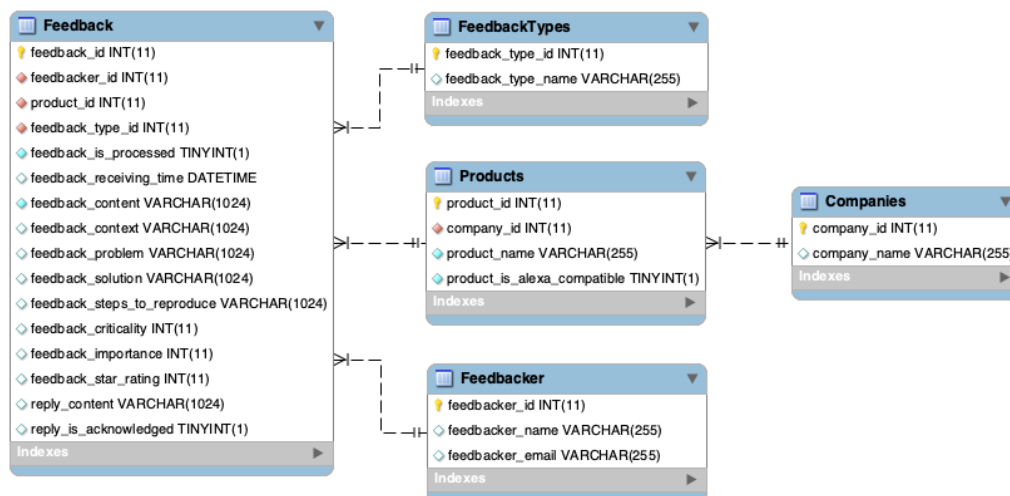 Feedback
feedback_id INT(11)
feedbacker_id INT(11)
product_id INT(11)
feedback_type_id INT(11)
feedback_is_processed TINYINT(1)
feedback_receiving_time DATETIME
feedback_content VARCHAR(1024)
feedback_context VARCHAR(1024)
feedback_problem VARCHAR(1024)
feedback_solution VARCHAR(1024)
feedback_steps_to_reproduce VARCHAR(1024)
feedback_criticality INT(11)
feedback_importance INT(11)
feedback_star_rating INT(11)
reply_content VARCHAR(1024)
reply_is_acknowledged TINYINT(1)
Indexes
FeedbackTypes
feedback_type_id INT(11)
feedback_type_name VARCHAR(255)
Indexes
Products
product_id INT(11)
company_id INT(11)
product_name VARCHAR(255)
product_is_alexa_compatible TINYINT(1)
Indexes
Companies
company_id INT(11)
company_name VARCHAR(255)
Indexes
Feedbacker
feedbacker_id INT(11)
feedbacker_name VARCHAR(255)
feedbacker_email VARCHAR(255)
Indexes